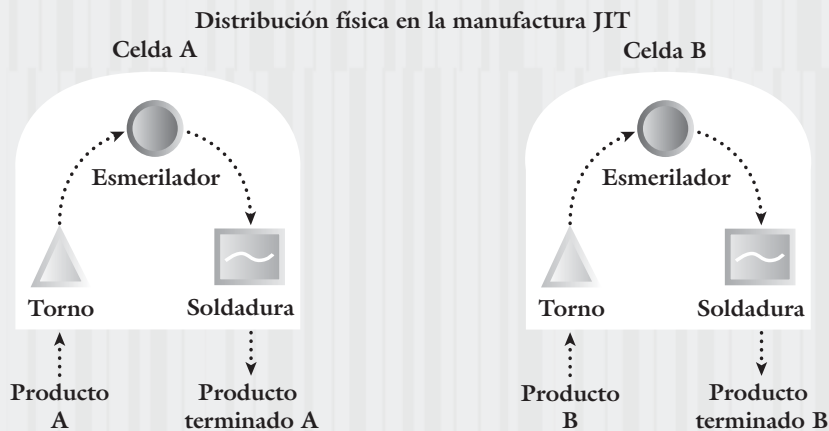 Distribución física en la manufactura JIT
Celda A
Esmerilador
Torno
Soldadura
Producto
A
Producto
terminado A
Celda B
Esmerilador
Torno
Soldadura
Producto
B
Producto
terminado B